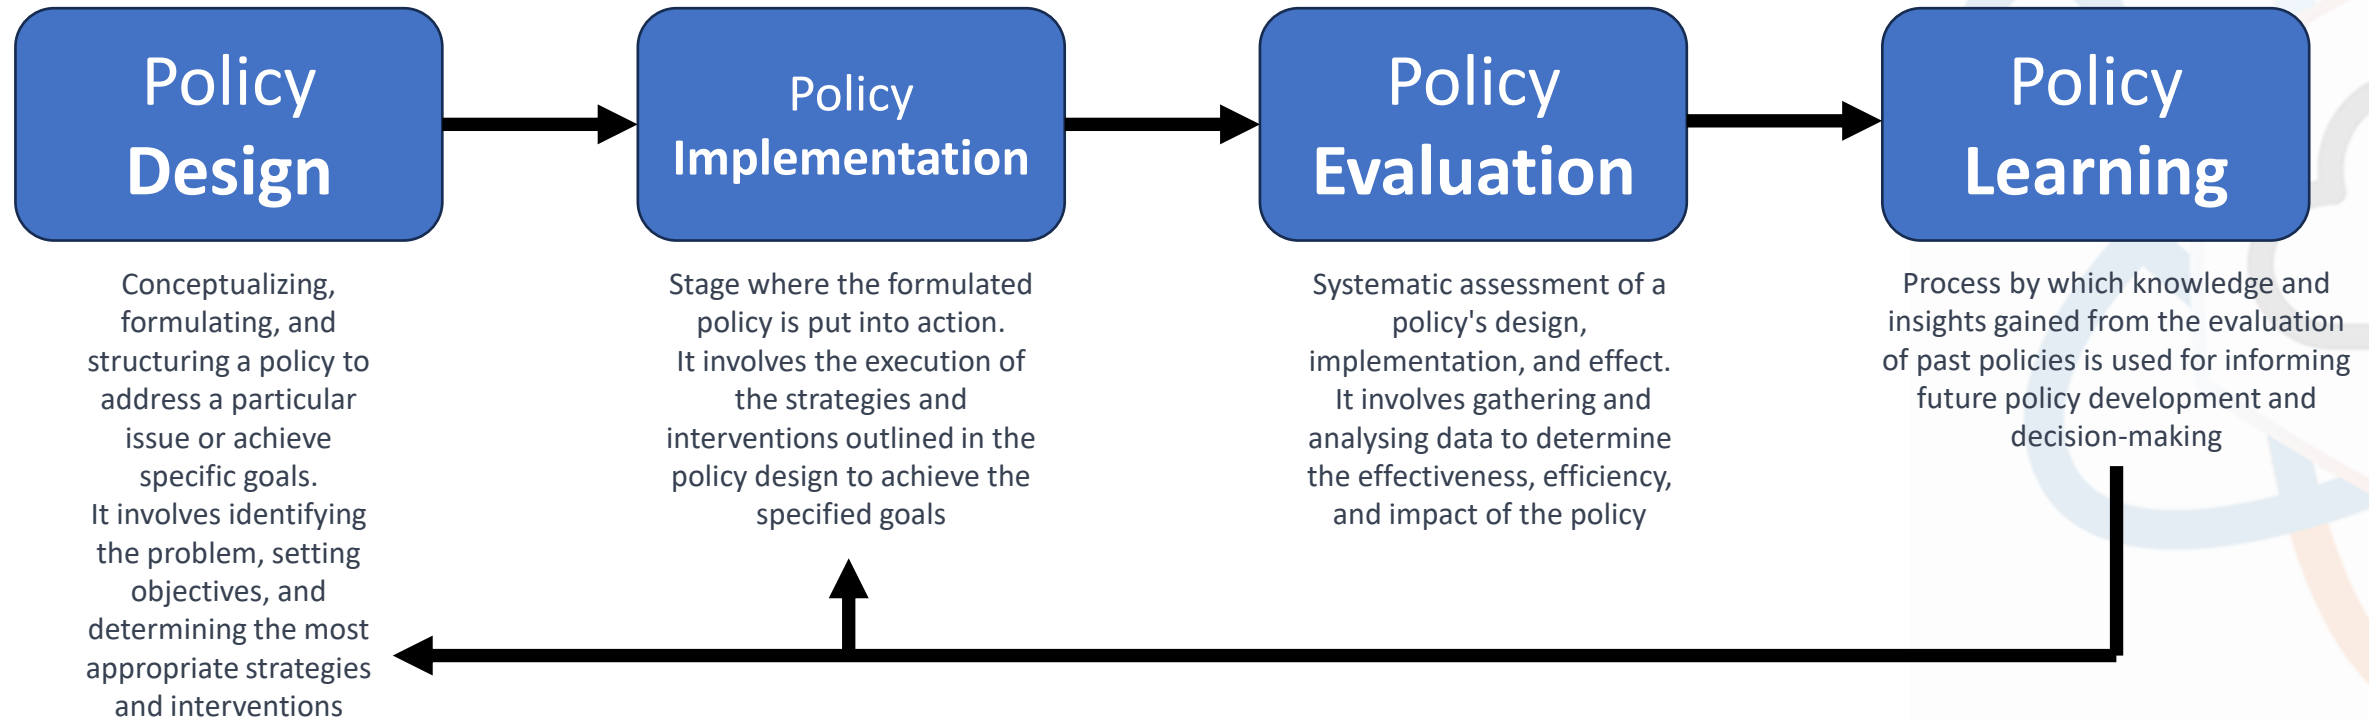 Policy
Design
Policy
Implementation
Policy
Evaluation
Policy
Learning
Conceptualizing,
formulating, and
structuring a policy to
address a particular
issue or achieve
specific goals.
It involves identifying
the problem, setting
objectives, and
determining the most
appropriate strategies
and interventions
Stage where the formulated
policy is put into action.
It involves the execution of
the strategies and
interventions outlined in the
policy design to achieve the
specified goals
Systematic assessment of a
policy's design,
implementation, and effect.
It involves gathering and
analysing data to determine
the effectiveness, efficiency,
and impact of the policy
Process by which knowledge and
insights gained from the evaluation
of past policies is used for informing
future policy development and
decision-making